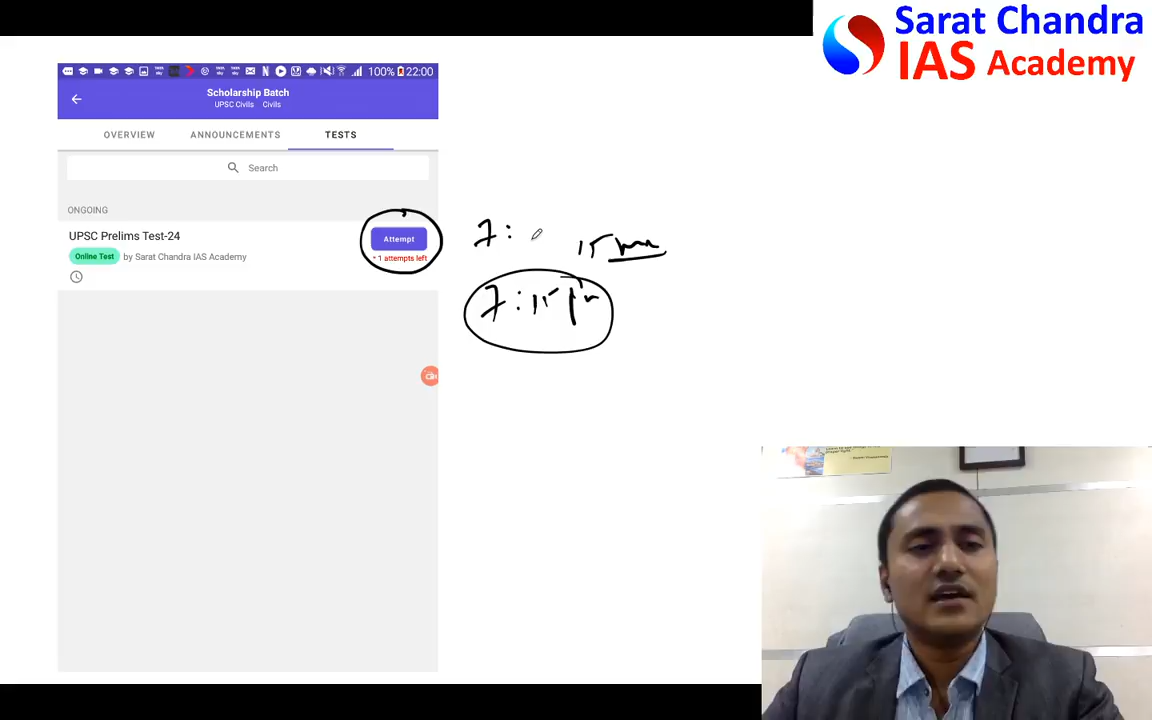 Sarat Chandra
IAS Academy
100% 22:00
Scholarship Batch
UPSC Civils Civils
OVERVIEW ANNOUNCEMENTS TESTS
Search
ONGOING
UPSC Prelims Test-24
Attempt
Online Test by Sarat Chandra IAS Academy
* 1 attempts left
7:
15
7:15 pm